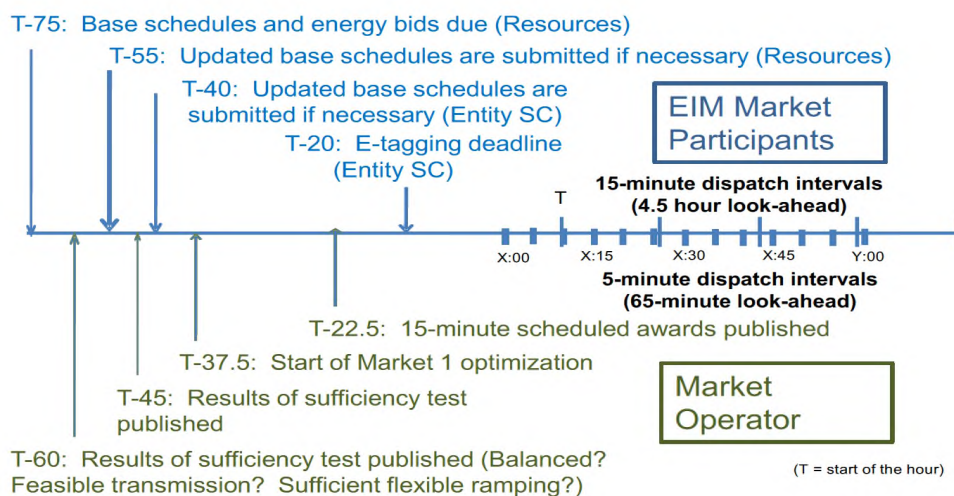 T-75: Base schedules and energy bids due (Resources)
T-55: Updated base schedules are submitted if necessary (Resources)
T-40: Updated base schedules are
submitted if necessary (Entity SC)
T-20: E-tagging deadline
(Entity SC)
EIM Market
Participants
15-minute dispatch intervals
(4.5 hour look-ahead)
T
X:00
X:15
X:30
X:45
Y:00
5-minute dispatch intervals
(65-minute look-ahead)
T-22.5: 15-minute scheduled awards published
T-37.5: Start of Market 1 optimization
T-45: Results of sufficiency test
published
Market
Operator
T-60: Results of sufficiency test published (Balanced?
Feasible transmission? Sufficient flexible ramping?)
(T = start of the hour)